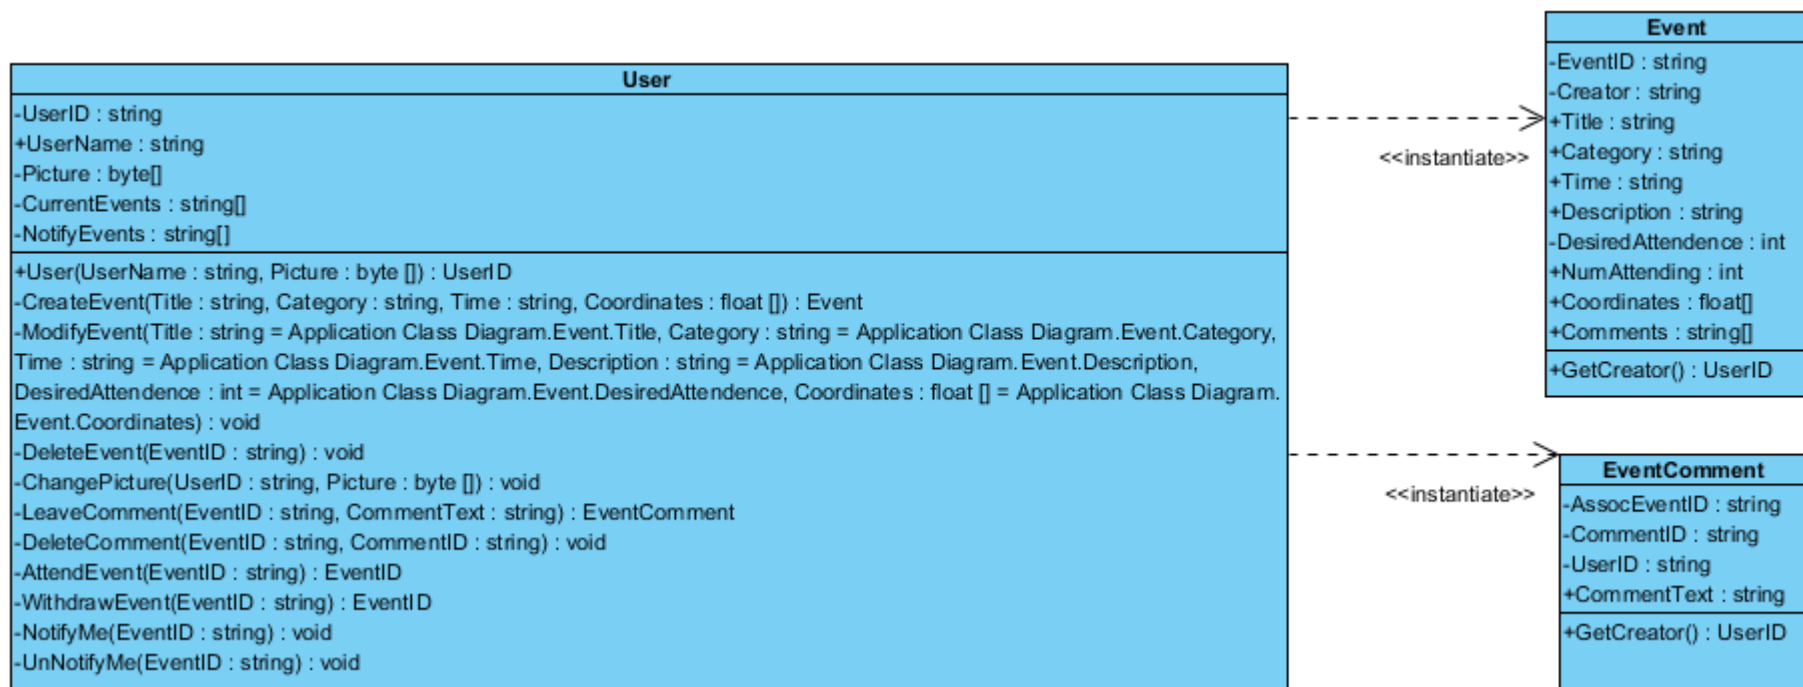 User
-UserID : string
+UserName : string
-Picture : byte[]
-CurrentEvents : string[]
-NotifyEvents : string[]
+User(UserName : string, Picture : byte []) : UserID
-CreateEvent(Title : string, Category : string, Time : string, Coordinates : float []) : Event
-ModifyEvent(Title : string = Application Class Diagram.Event.Title, Category : string = Application Class Diagram.Event.Category,
Time : string = Application Class Diagram.Event.Time, Description : string = Application Class Diagram.Event.Description,
DesiredAttendence : int = Application Class Diagram.Event.DesiredAttendence, Coordinates : float [] = Application Class Diagram.
Event.Coordinates) : void
-DeleteEvent(EventID : string) : void
-ChangePicture(UserID : string, Picture : byte []) : void
-LeaveComment(EventID : string, CommentText : string) : EventComment
-DeleteComment(EventID : string, CommentID : string) : void
-AttendEvent(EventID : string) : EventID
-WithdrawEvent(EventID : string) : EventID
-NotifyMe(EventID : string) : void
-UnNotifyMe(EventID : string) : void
<<instantiate>>
Event
-EventID : string
-Creator : string
+Title : string
+Category : string
+Time : string
+Description : string
-DesiredAttendence : int
+NumAttending : int
+Coordinates : float[]
+Comments : string[]
+GetCreator() : UserID
<<instantiate>>
EventComment
-AssocEventID : string
-CommentID : string
-UserID : string
+CommentText : string
+GetCreator() : UserID